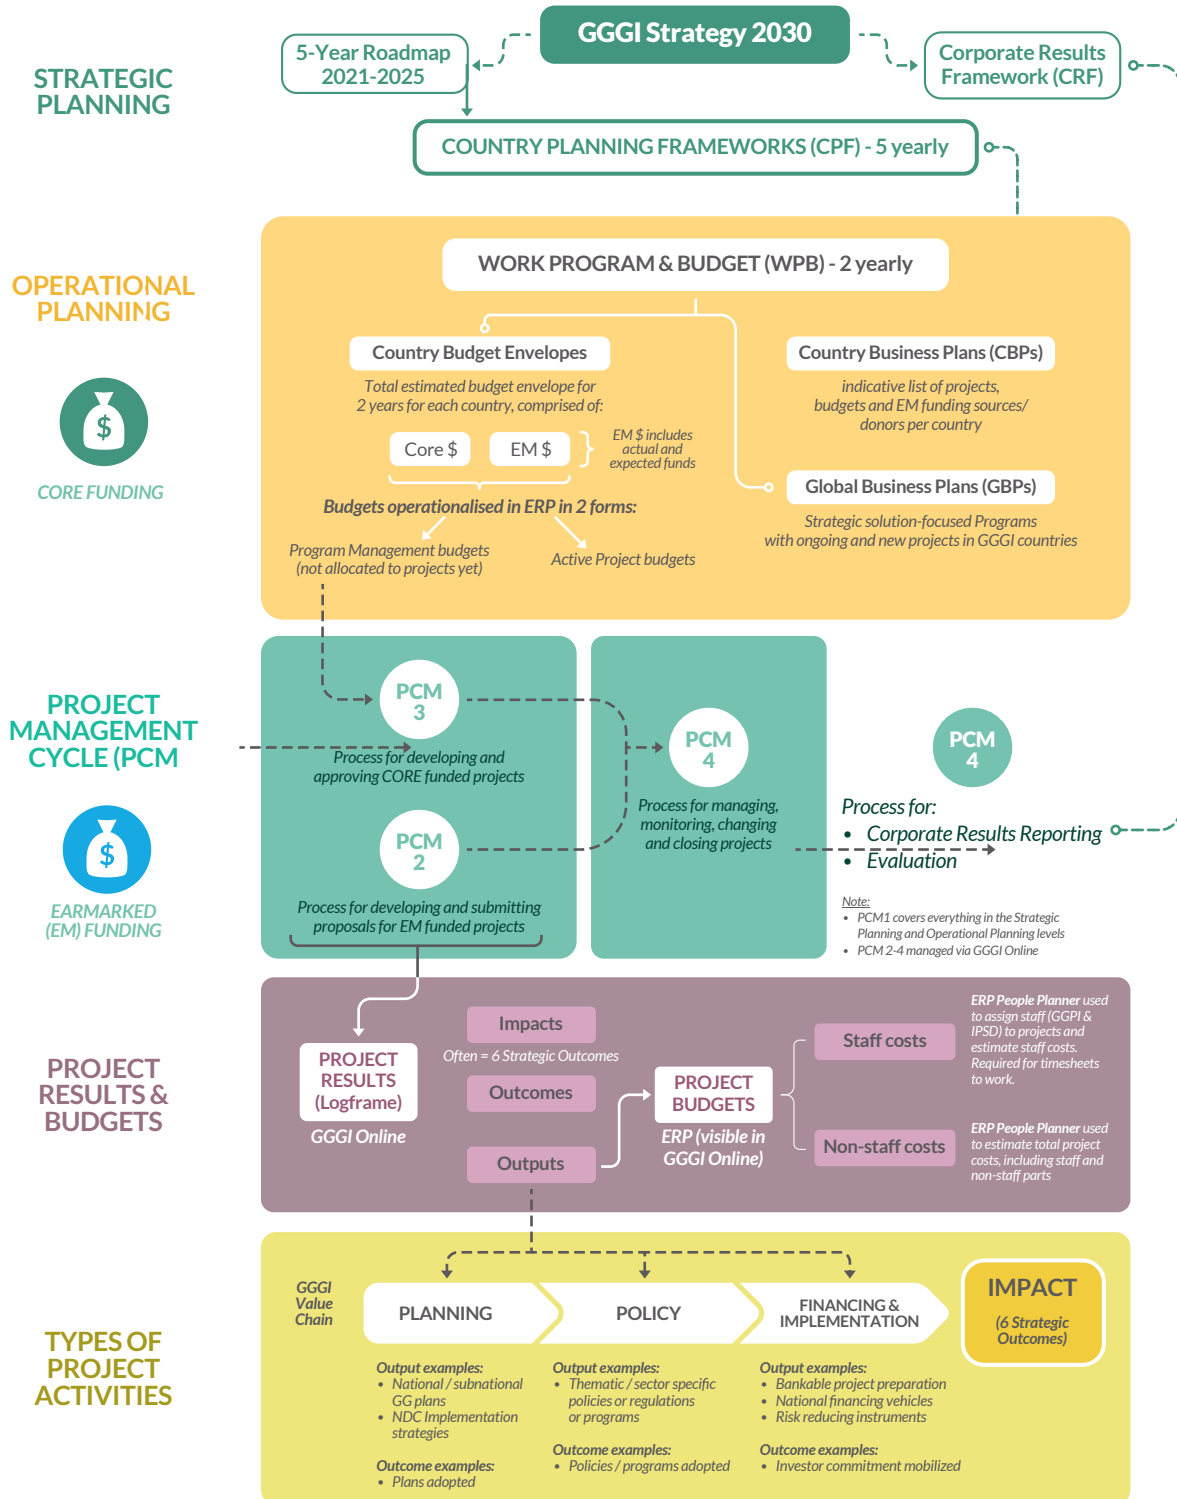 GGGI Strategy 2030
5-Year Roadmap
2021-2025
Corporate Results
Framework (CRF)
STRATEGIC
PLANNING
COUNTRY PLANNING FRAMEWORKS (CPF) - 5 yearly
OPERATIONAL
PLANNING
WORK PROGRAM & BUDGET (WPB) - 2 yearly
Country Budget Envelopes
Total estimated budget envelope for
2 years for each country, comprised of:
Core $
EM $
EM $ includes
actual and
expected funds
Budgets operationalised in ERP in 2 forms:
Program Management budgets
(not allocated to projects yet)
Active Project budgets
Country Business Plans (CBPs)
indicative list of projects,
budgets and EM funding sources/
donors per country
Global Business Plans (GBPs)
Strategic solution-focused Programs
with ongoing and new projects in GGGI countries
$
CORE FUNDING
PROJECT
MANAGEMENT
CYCLE (PCM
$
EARMARKED
(EM) FUNDING
PCM
3
Process for developing and
approving CORE funded projects
PCM
2
Process for developing and submitting
proposals for EM funded projects
PCM
4
Process for managing,
monitoring, changing
and closing projects
PCM
4
Process for:
• Corporate Results Reporting
• Evaluation
Note:
• PCM1 covers everything in the Strategic
Planning and Operational Planning levels
• PCM 2-4 managed via GGGI Online
PROJECT
RESULTS &
BUDGETS
PROJECT
RESULTS
(Logframe)
GGGI Online
Impacts
Often = 6 Strategic Outcomes
Outcomes
Outputs
PROJECT
BUDGETS
ERP (visible in
GGGI Online)
Staff costs
Non-staff costs
ERP People Planner used
to assign staff (GGPI &
IPSD) to projects and
estimate staff costs.
Required for timesheets
to work.
ERP People Planner used
to estimate total project
costs, including staff and
non-staff parts
TYPES OF
PROJECT
ACTIVITIES
GGGI
Value
Chain
PLANNING
POLICY
FINANCING &
IMPLEMENTATION
IMPACT
(6 Strategic
Outcomes)
Output examples:
• National / subnational
GG plans
• NDC Implementation
strategies
Outcome examples:
• Plans adopted
Output examples:
• Thematic / sector specific
policies or regulations
or programs
Outcome examples:
• Policies / programs adopted
Output examples:
• Bankable project preparation
• National financing vehicles
• Risk reducing instruments
Outcome examples:
• Investor commitment mobilized